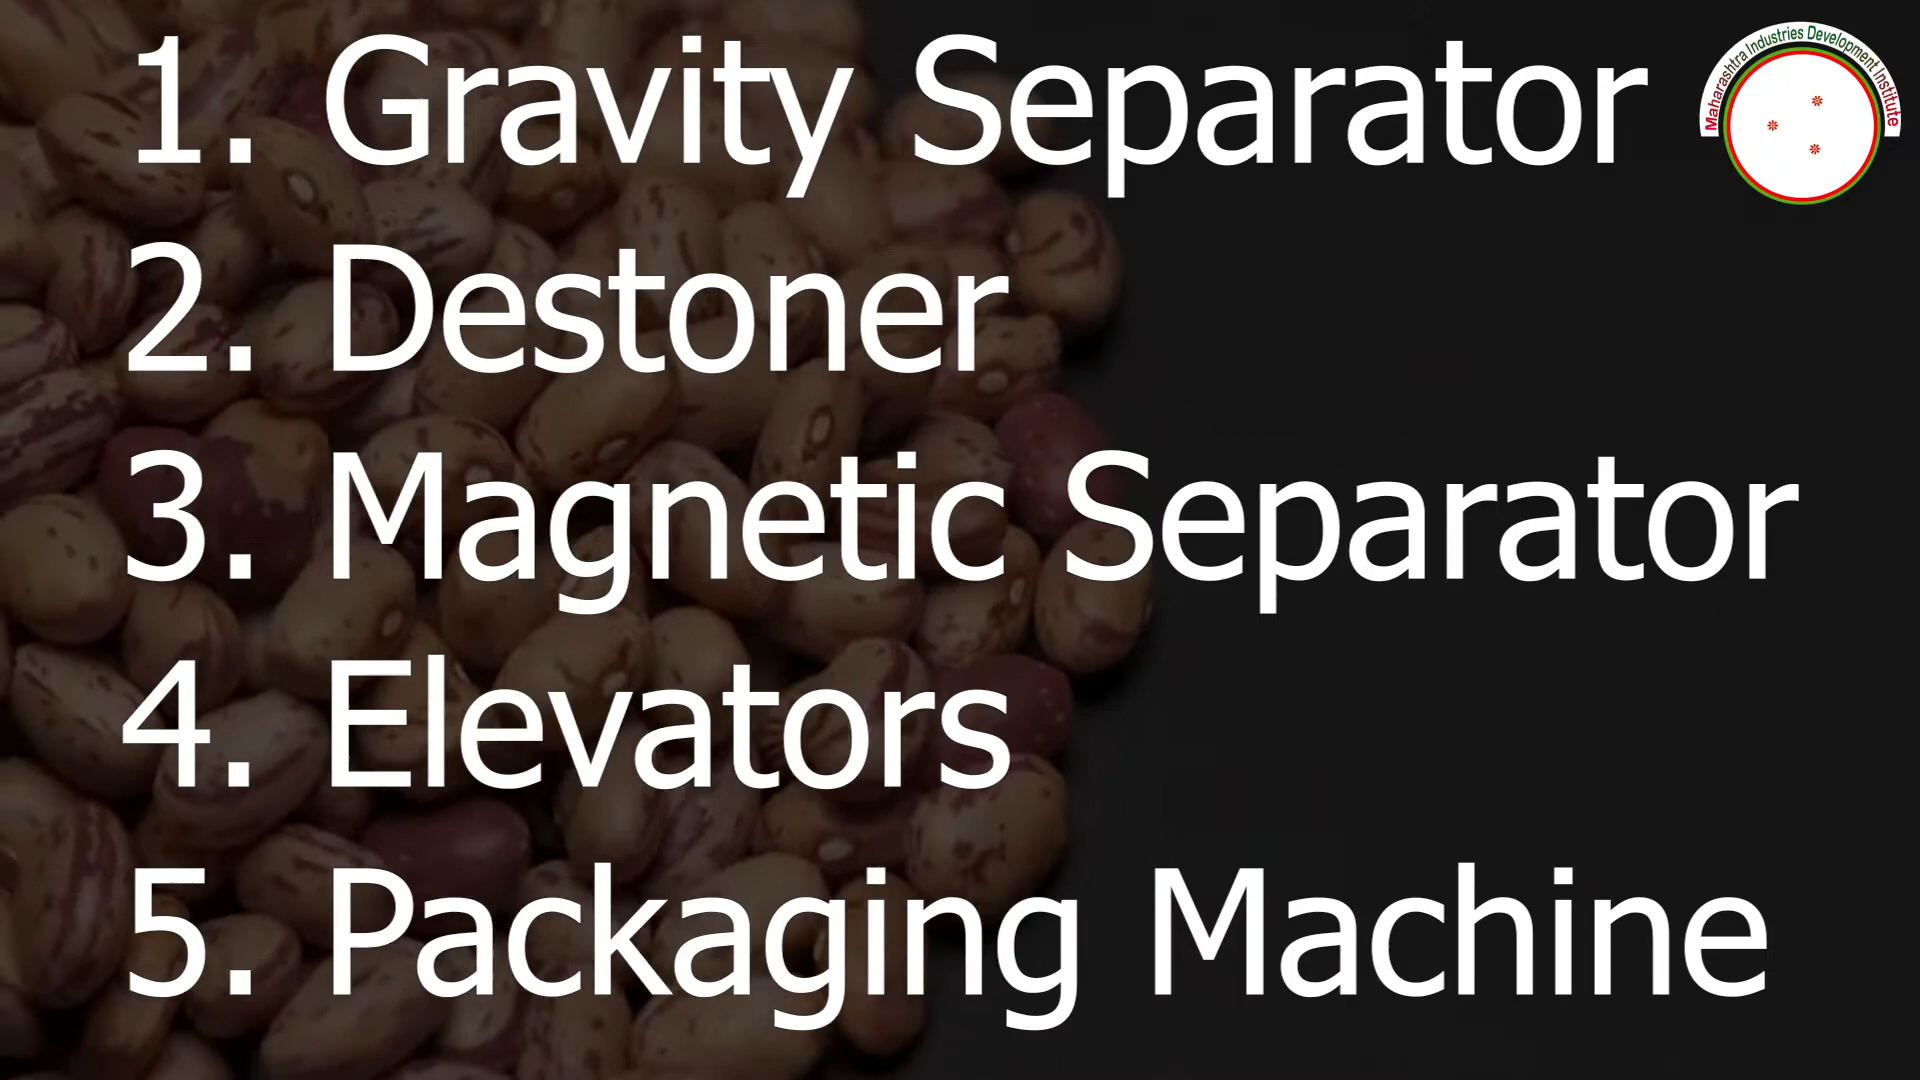 1. Gravity Separator
Maharashtra Industries Development Institute
2. Destoner
3. Magnetic Separator
4. Elevators
5. Packaging Machine